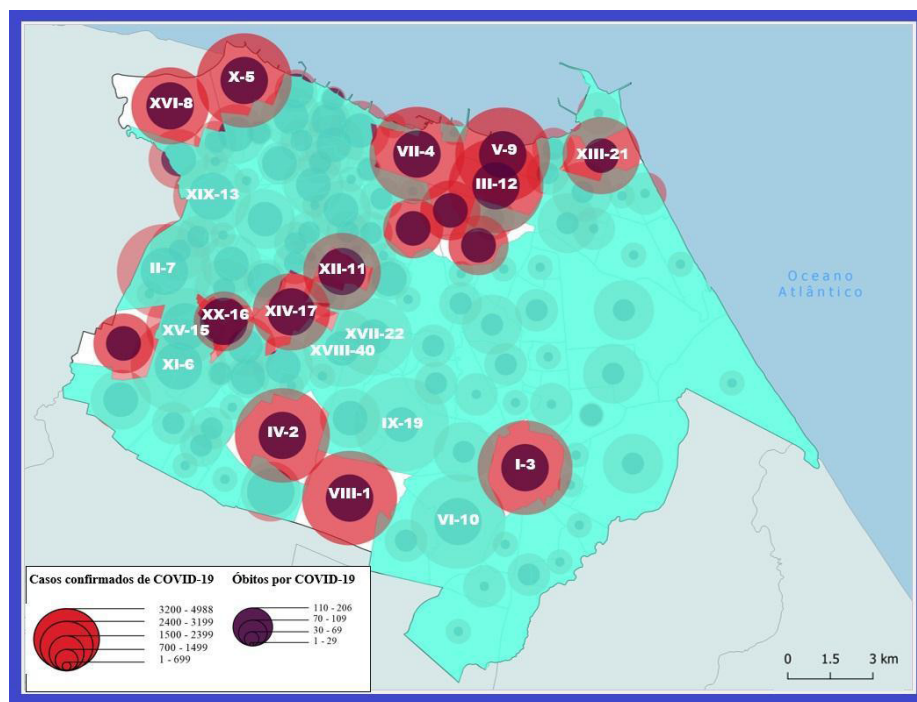 X-5
XVI-8
VII-4
V-9
XIII-21
III-12
XIX-13
II-7
XII-11
Oceano
Atlântico
XX-16
XIV-17
XV-15
XVII-22
XVIII-40
XI-6
IX-19
IV-2
I-3
VIII-1
VI-10
Casos confirmados de COVID-19
3200 - 4988
2400 - 3199
1500 - 2399
700 - 1499
1 - 699
Óbitos por COVID-19
110 - 206
70 - 109
30 - 69
1 - 29
0 1.5 3 km